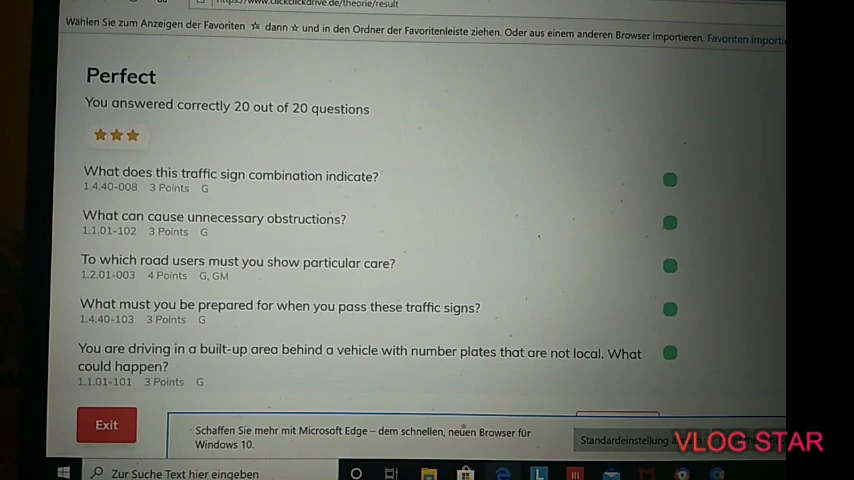 https://www.clickclickdrive.de/theorie/result
Wählen Sie zum Anzeigen der Favoriten ☆ dann ☆ und in den Ordner der Favoritenleiste ziehen. Oder aus einem anderen Browser importieren. Favoriten importi
Perfect
You answered correctly 20 out of 20 questions
What does this traffic sign combination indicate?
1.4.40-008 3 Points G
What can cause unnecessary obstructions?
1.1.01-102 3 Points G
To which road users must you show particular care?
1.2.01-003 4 Points G, GM
What must you be prepared for when you pass these traffic signs?
1.4.40-103 3 Points G
You are driving in a built-up area behind a vehicle with number plates that are not local. What
could happen?
1.1.01-101 3 Points G
Exit
Schaffen Sie mehr mit Microsoft Edge – dem schnellen, neuen Browser für
Windows 10.
Standardeinstellung
VLOG STAR
Zur Suche Text hier eingeben